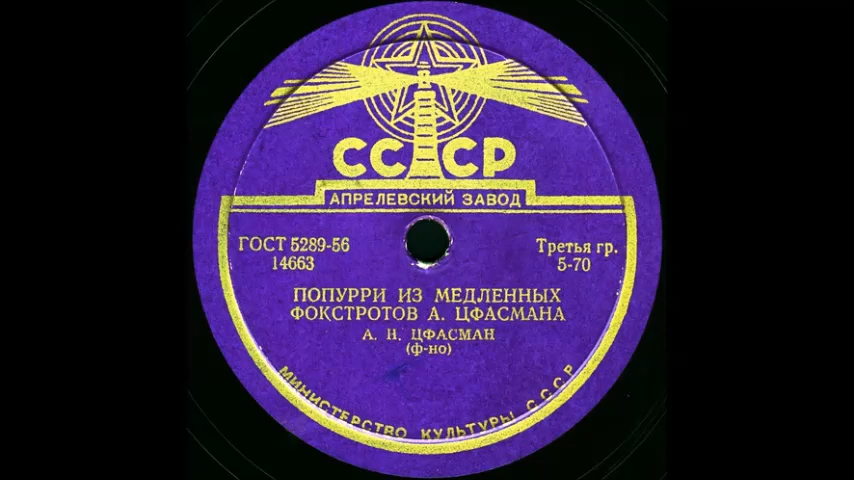 СССР
АПРЕЛЕВСКИЙ ЗАВОД
ГОСТ 5289-56
14663
Третья гр.
5-70
ПОПУРРИ ИЗ МЕДЛЕННЫХ
ФОКСТРОТОВ А. ЦФАСМАНА
А. Н. ЦФАСМАН
(ф-но)
МИНИСТЕРСТВО КУЛЬТУРЫ СССР